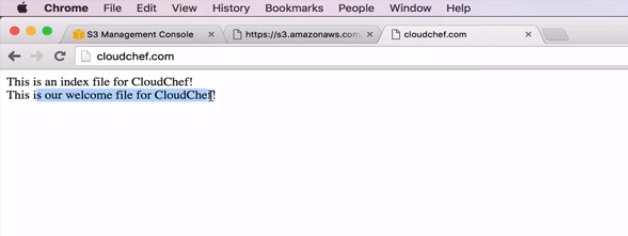 Chrome File Edit View History Bookmarks People Window Help
S3 Management Console × https://s3.amazonaws.com × cloudchef.com ×
cloudchef.com
This is an index file for CloudChef!
This is our welcome file for CloudChef!